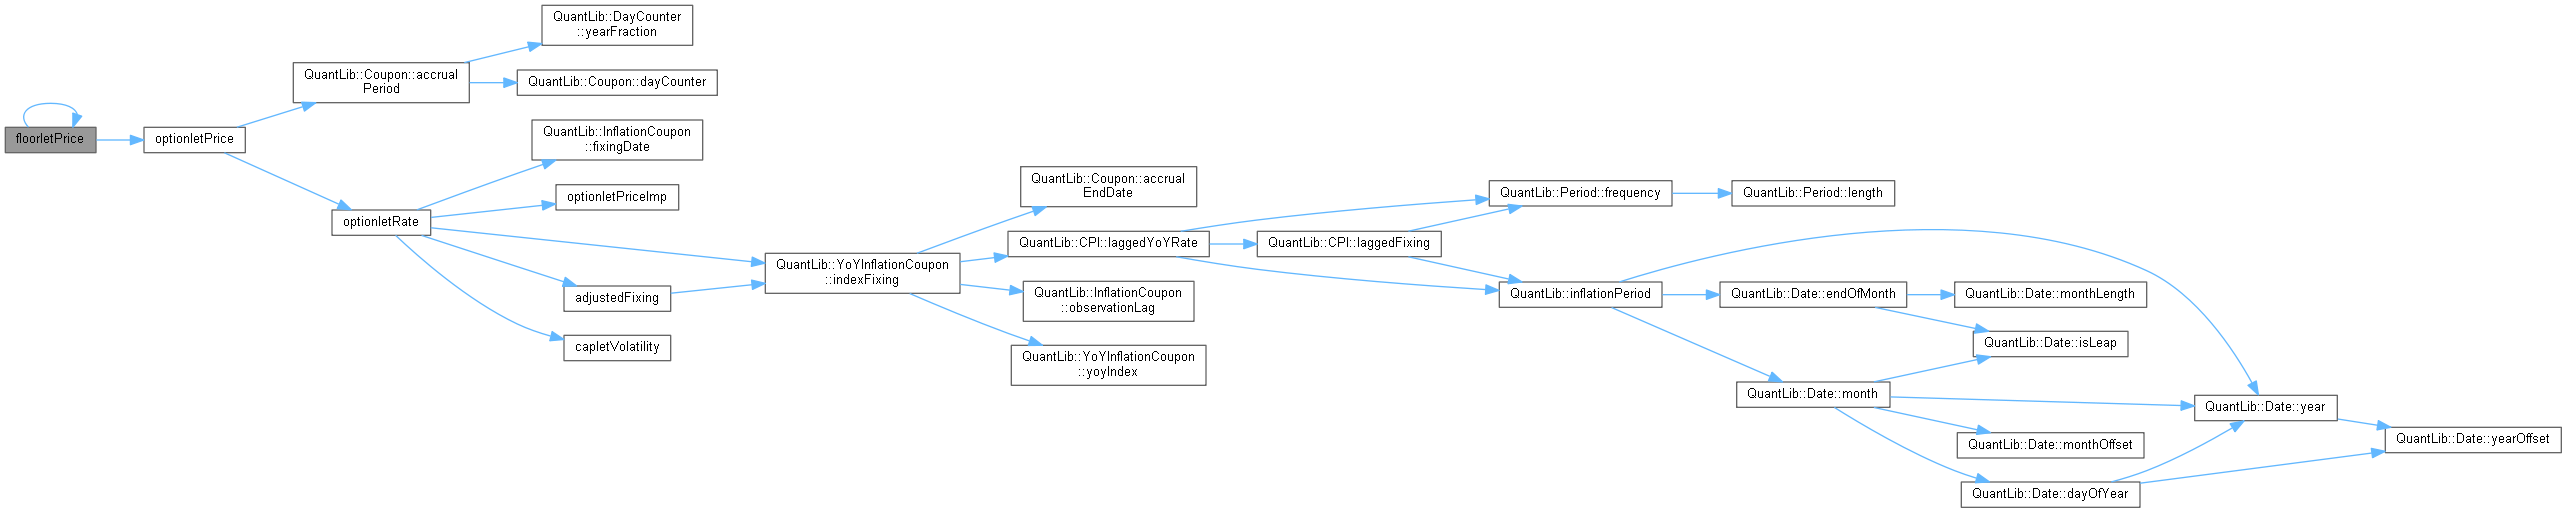 floorletPrice
optionletPrice
QuantLib::Coupon::accrual
Period
QuantLib::DayCounter
::yearFraction
QuantLib::Coupon::dayCounter
optionletRate
QuantLib::InflationCoupon
::fixingDate
optionletPriceImp
adjustedFixing
capletVolatility
QuantLib::YoYInflationCoupon
::indexFixing
QuantLib::Coupon::accrual
EndDate
QuantLib::CPI::laggedYoYRate
QuantLib::InflationCoupon
::observationLag
QuantLib::YoYInflationCoupon
::yoyIndex
QuantLib::CPI::laggedFixing
QuantLib::Period::frequency
QuantLib::Period::length
QuantLib::inflationPeriod
QuantLib::Date::endOfMonth
QuantLib::Date::monthLength
QuantLib::Date::isLeap
QuantLib::Date::month
QuantLib::Date::monthOffset
QuantLib::Date::dayOfYear
QuantLib::Date::year
QuantLib::Date::yearOffset